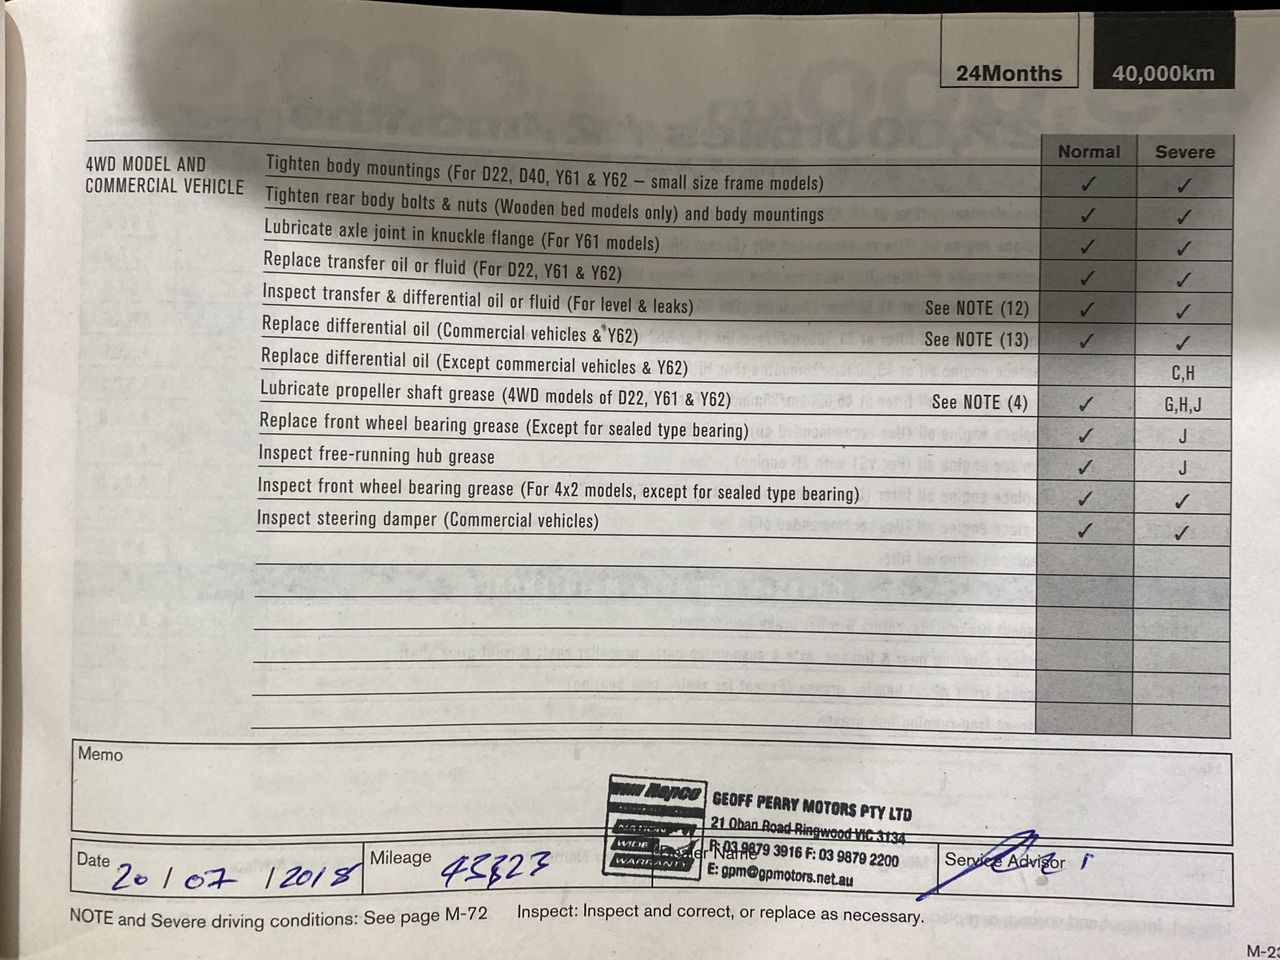 24Months 40,000km
Normal Severe
4WD MODEL AND
COMMERCIAL VEHICLE
Tighten body mountings (For D22, D40, Y61 & Y62 – small size frame models) ✓ ✓
Tighten rear body bolts & nuts (Wooden bed models only) and body mountings ✓ ✓
Lubricate axle joint in knuckle flange (For Y61 models) ✓ ✓
Replace transfer oil or fluid (For D22, Y61 & Y62) ✓ ✓
Inspect transfer & differential oil or fluid (For level & leaks) See NOTE (12) ✓ ✓
Replace differential oil (Commercial vehicles & Y62) See NOTE (13) ✓ ✓
Replace differential oil (Except commercial vehicles & Y62) C,H
Lubricate propeller shaft grease (4WD models of D22, Y61 & Y62) See NOTE (4) ✓ G,H,J
Replace front wheel bearing grease (Except for sealed type bearing) ✓ J
Inspect free-running hub grease ✓ J
Inspect front wheel bearing grease (For 4x2 models, except for sealed type bearing) ✓ ✓
Inspect steering damper (Commercial vehicles) ✓ ✓
Memo
Repco
NATION
WIDE
WARRANTY
GEOFF PERRY MOTORS PTY LTD
21 Oban Road Ringwood VIC 3134
P: 03 9879 3916 F: 03 9879 2200
E: gpm@gpmotors.net.au
Date 20/07/2018
Mileage
Dealer Name
Service Advisor
NOTE and Severe driving conditions: See page M-72 Inspect: Inspect and correct, or replace as necessary.